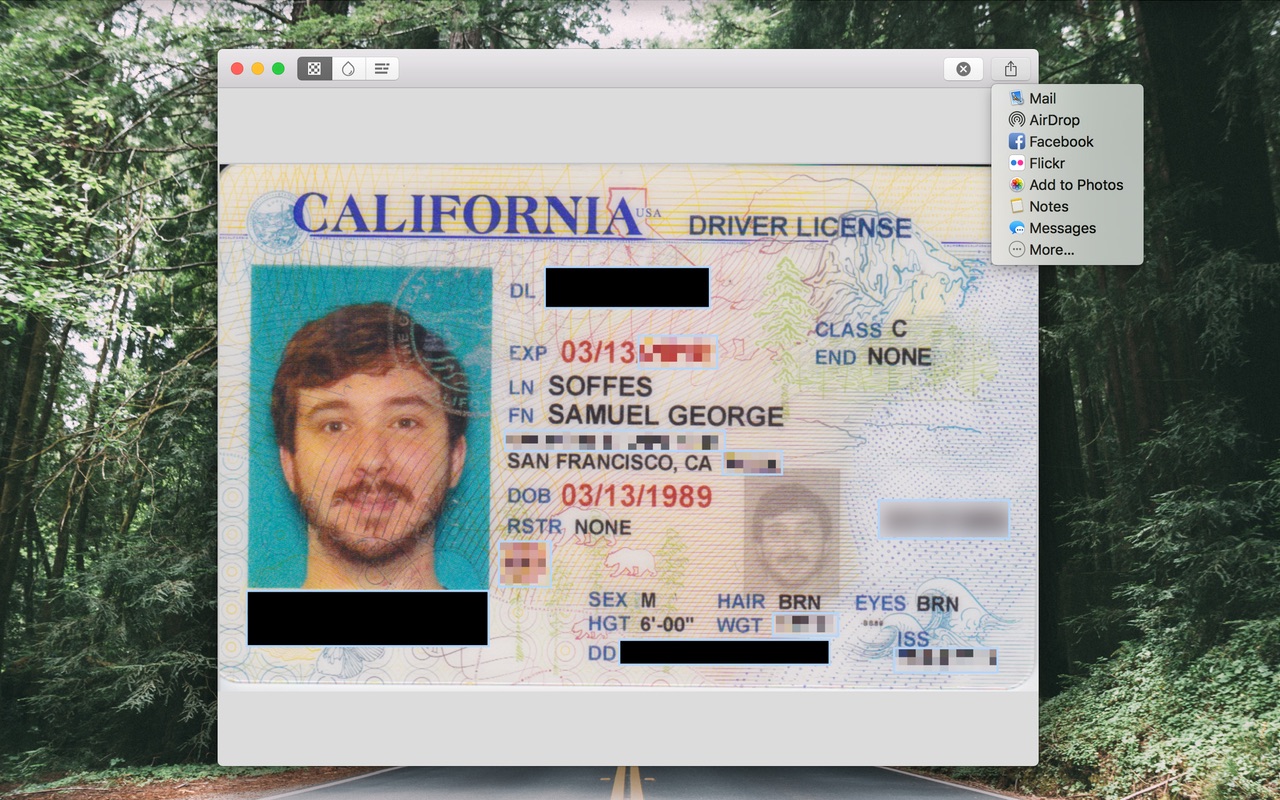 Mail
AirDrop
Facebook
Flickr
Add to Photos
Notes
Messages
More...
CALIFORNIA USA DRIVER LICENSE
DL
EXP 03/13
CLASS C
END NONE
LN SOFFES
FN SAMUEL GEORGE
SAN FRANCISCO, CA
DOB 03/13/1989
RSTR NONE
SEX M HAIR BRN EYES BRN
HGT 6'-00" WGT
ISS
DD